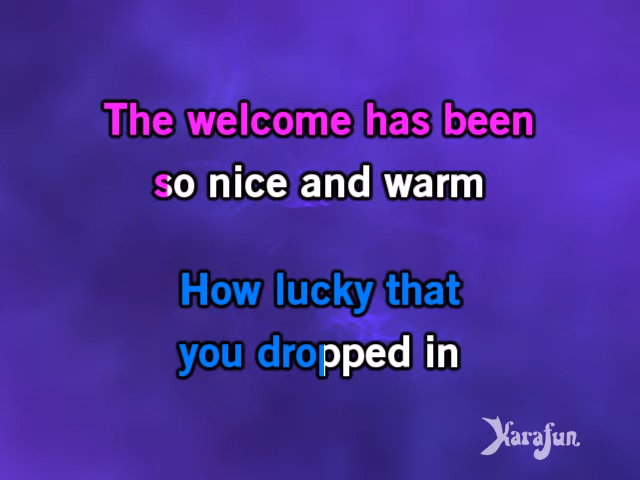 The welcome has been
so nice and warm
How lucky that
you dropped in
Karafun